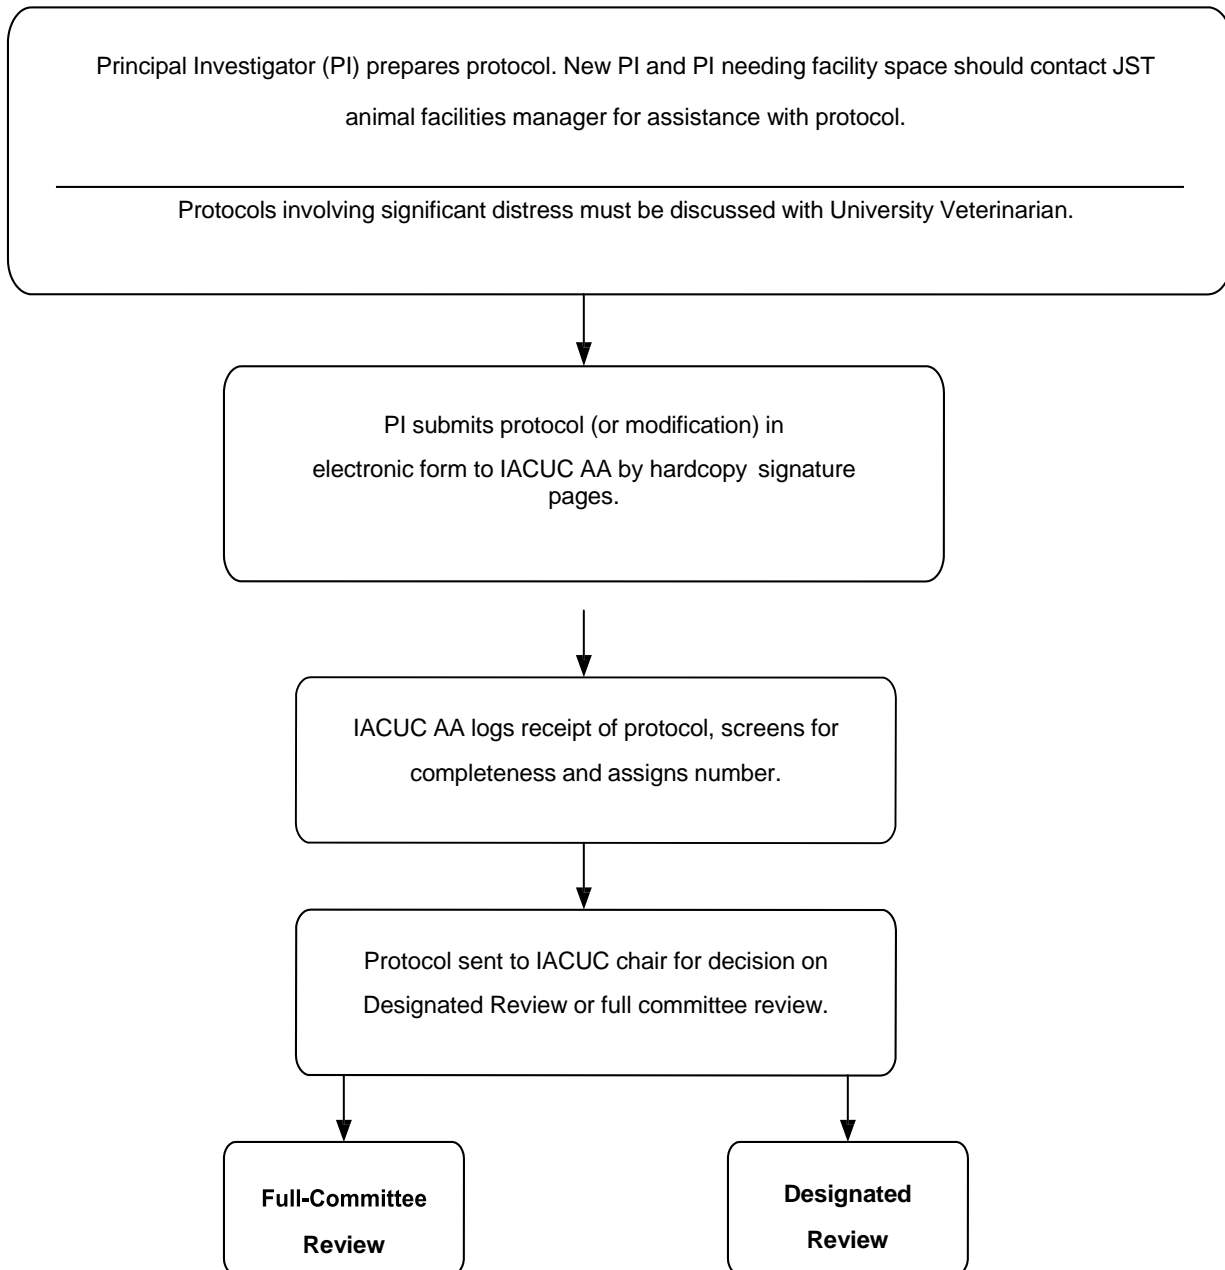 Principal Investigator (PI) prepares protocol. New PI and PI needing facility space should contact JST
animal facilities manager for assistance with protocol.
Protocols involving significant distress must be discussed with University Veterinarian.
PI submits protocol (or modification) in
electronic form to IACUC AA by hardcopy signature
pages.
IACUC AA logs receipt of protocol, screens for
completeness and assigns number.
Protocol sent to IACUC chair for decision on
Designated Review or full committee review.
Full-Committee
Review
Designated
Review